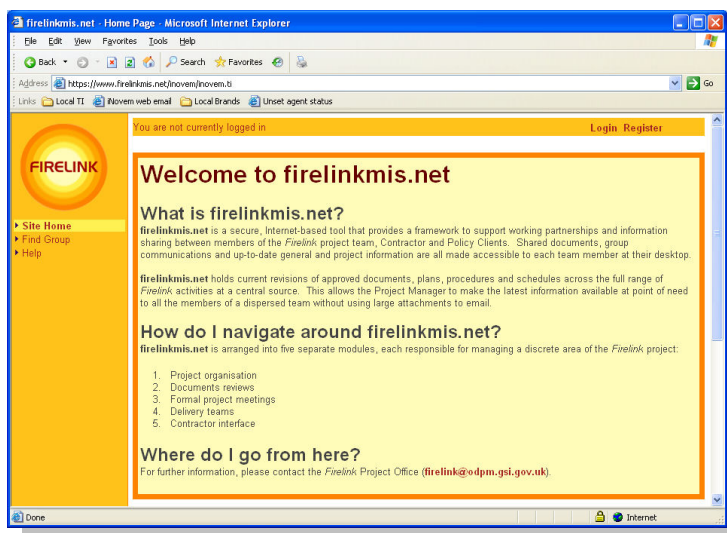 firelinkmis.net - Home Page - Microsoft Internet Explorer
File Edit View Favorites Tools Help
Back Search Favorites
Address https://www.firelinkmis.net/inovem/inovem.ti Go
Links Local TI iNovem web email Local Brands Unset agent status
FIRELINK
Site Home
Find Group
Help
You are not currently logged in Login Register
Welcome to firelinkmis.net
What is firelinkmis.net?
firelinkmis.net is a secure, Internet-based tool that provides a framework to support working partnerships and information
sharing between members of the Firelink project team, Contractor and Policy Clients. Shared documents, group
communications and up-to-date general and project information are all made accessible to each team member at their desktop.
firelinkmis.net holds current revisions of approved documents, plans, procedures and schedules across the full range of
Firelink activities at a central source. This allows the Project Manager to make the latest information available at point of need
to all the members of a dispersed team without using large attachments to email.
How do I navigate around firelinkmis.net?
firelinkmis.net is arranged into five separate modules, each responsible for managing a discrete area of the Firelink project:
1. Project organisation
2. Documents reviews
3. Formal project meetings
4. Delivery teams
5. Contractor interface
Where do I go from here?
For further information, please contact the Firelink Project Office (firelink@odpm.gsi.gov.uk).
Done Internet